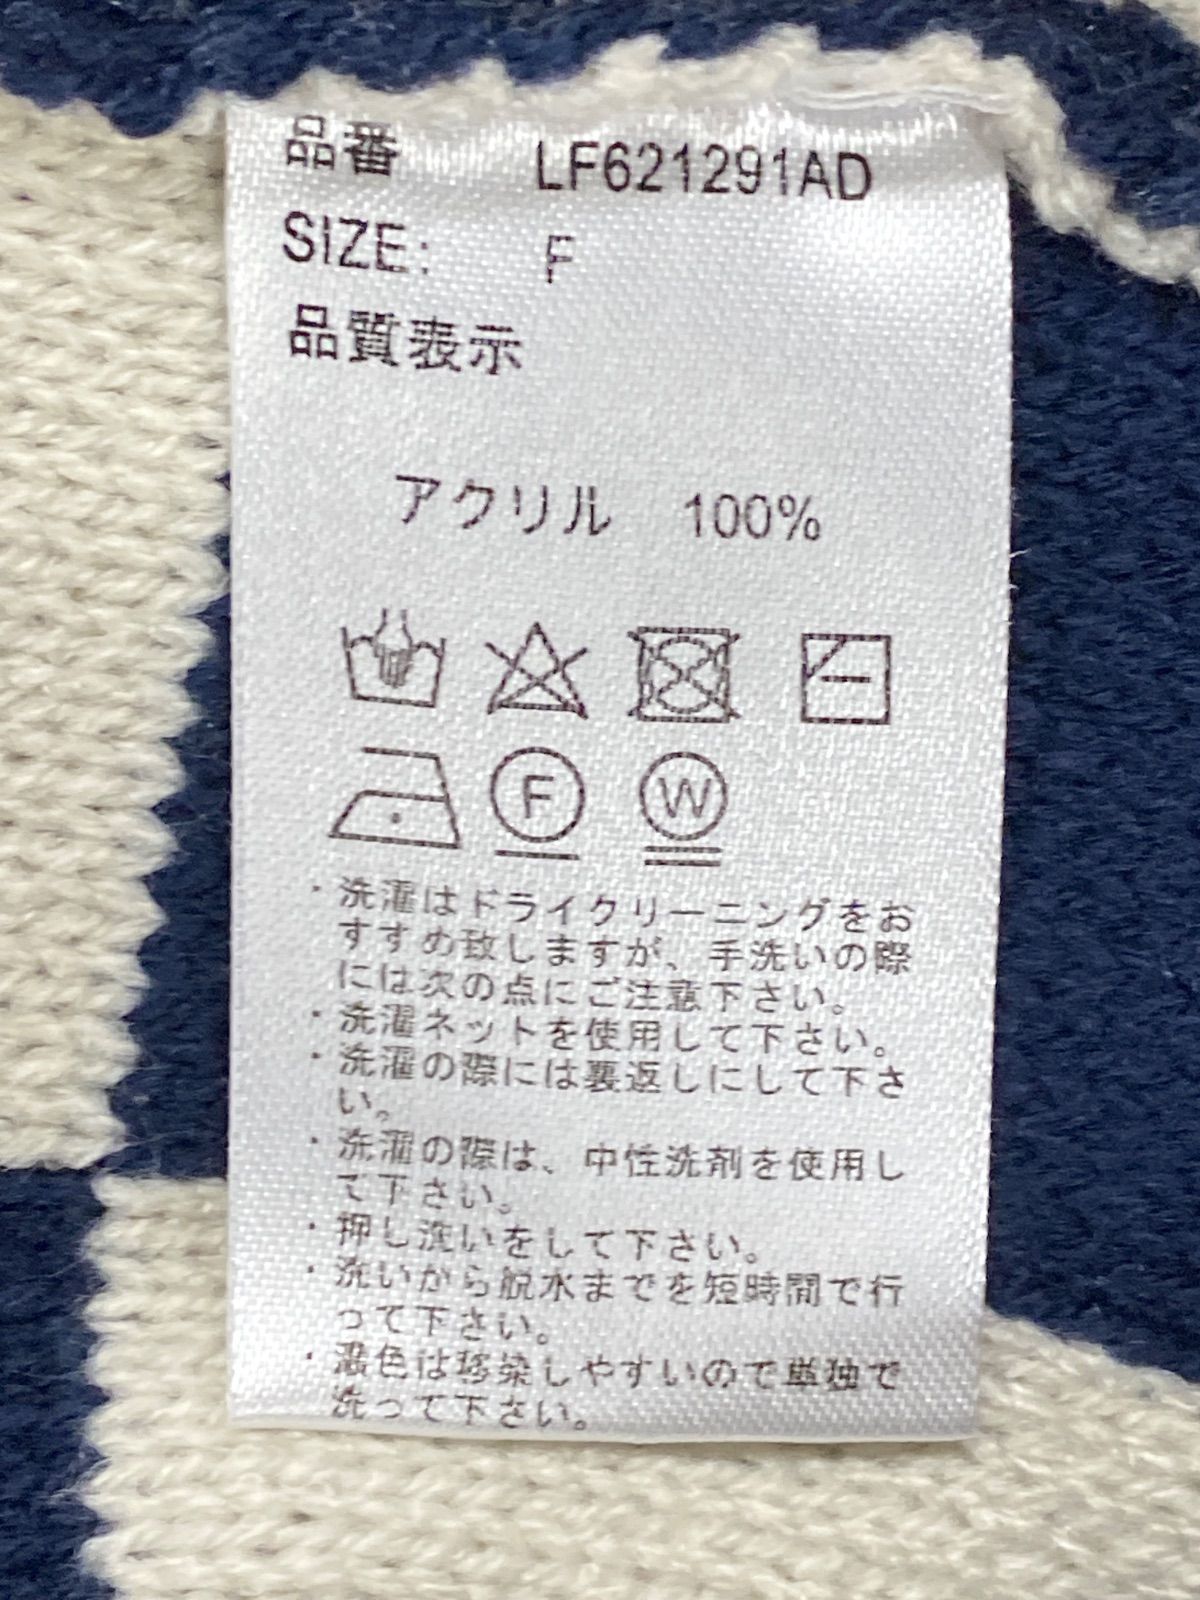 品番 LF621291AD
SIZE: F
品質表示
アクリル 100%
F W
・洗濯はドライクリーニングをお
すすめ致しますが、手洗いの際
には次の点にご注意下さい。
・洗濯ネットを使用して下さい。
・洗濯の際には裏返しにして下さ
い。
・洗濯の際は、中性洗剤を使用し
て下さい。
・押し洗いをして下さい。
・洗いから脱水までを短時間で行
って下さい。
・濃色は移染しやすいので単独で
洗って下さい。